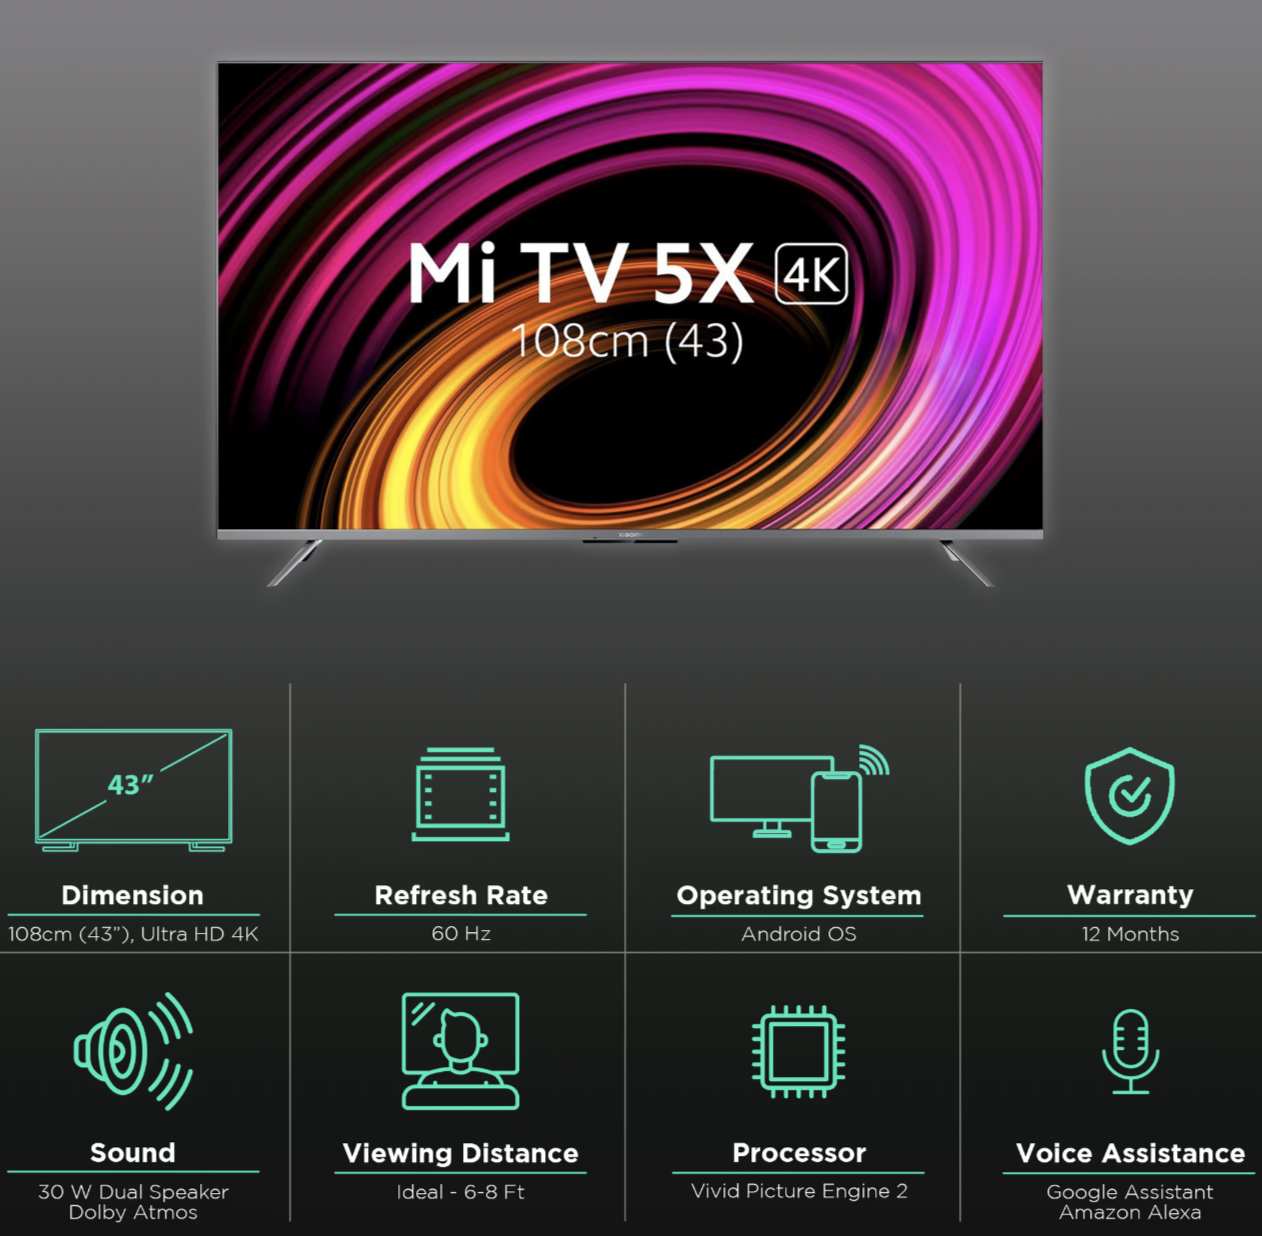 Mi TV 5X 4K
108cm (43)
XIAOMI
43”
Dimension
108cm (43”), Ultra HD 4K
Refresh Rate
60 Hz
Operating System
Android OS
Warranty
12 Months
Sound
30 W Dual Speaker
Dolby Atmos
Viewing Distance
Ideal - 6-8 Ft
Processor
Vivid Picture Engine 2
Voice Assistance
Google Assistant
Amazon Alexa